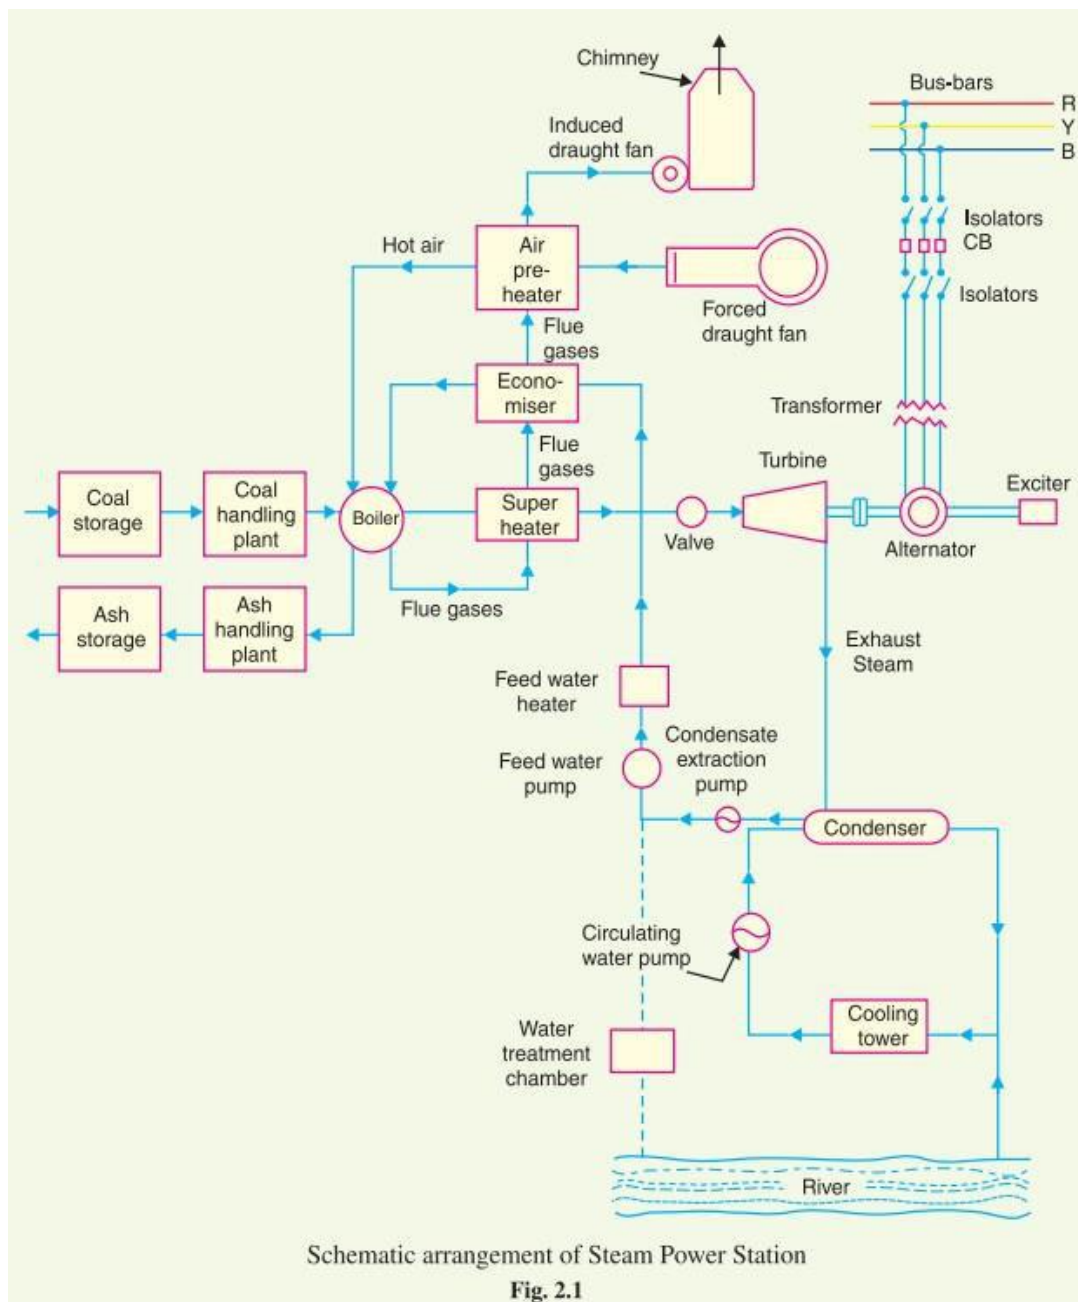 Chimney
Bus-bars
R
Y
B
Induced
draught fan
Isolators
CB
Isolators
Hot air
Air
pre-
heater
Forced
draught fan
Flue
gases
Econo-
miser
Transformer
Flue
gases
Turbine
Coal
storage
Coal
handling
plant
Boiler
Super
heater
Valve
Alternator
Exciter
Flue gases
Ash
storage
Ash
handling
plant
Exhaust
Steam
Feed water
heater
Condensate
extraction
pump
Feed water
pump
Condenser
Circulating
water pump
Cooling
tower
Water
treatment
chamber
River
Schematic arrangement of Steam Power Station
Fig. 2.1